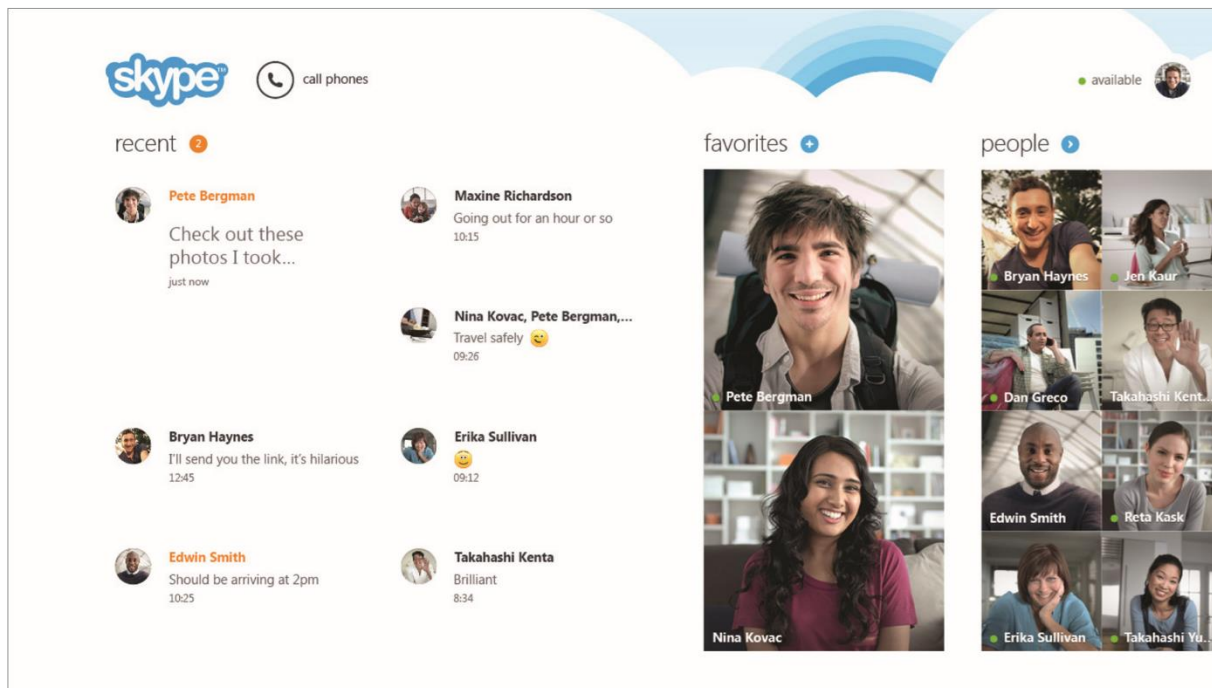 skype™
call phones
available
recent 2
Pete Bergman
Check out these
photos I took...
just now
Bryan Haynes
I'll send you the link, it's hilarious
12:45
Edwin Smith
Should be arriving at 2pm
10:25
Maxine Richardson
Going out for an hour or so
10:15
Nina Kovac, Pete Bergman,...
Travel safely
09:26
Erika Sullivan
09:12
Takahashi Kenta
Brilliant
8:34
favorites
Pete Bergman
Nina Kovac
people
Bryan Haynes
Jen Kaur
Dan Greco
Takahashi Kent...
Edwin Smith
Reta Kask
Erika Sullivan
Takahashi Yu...